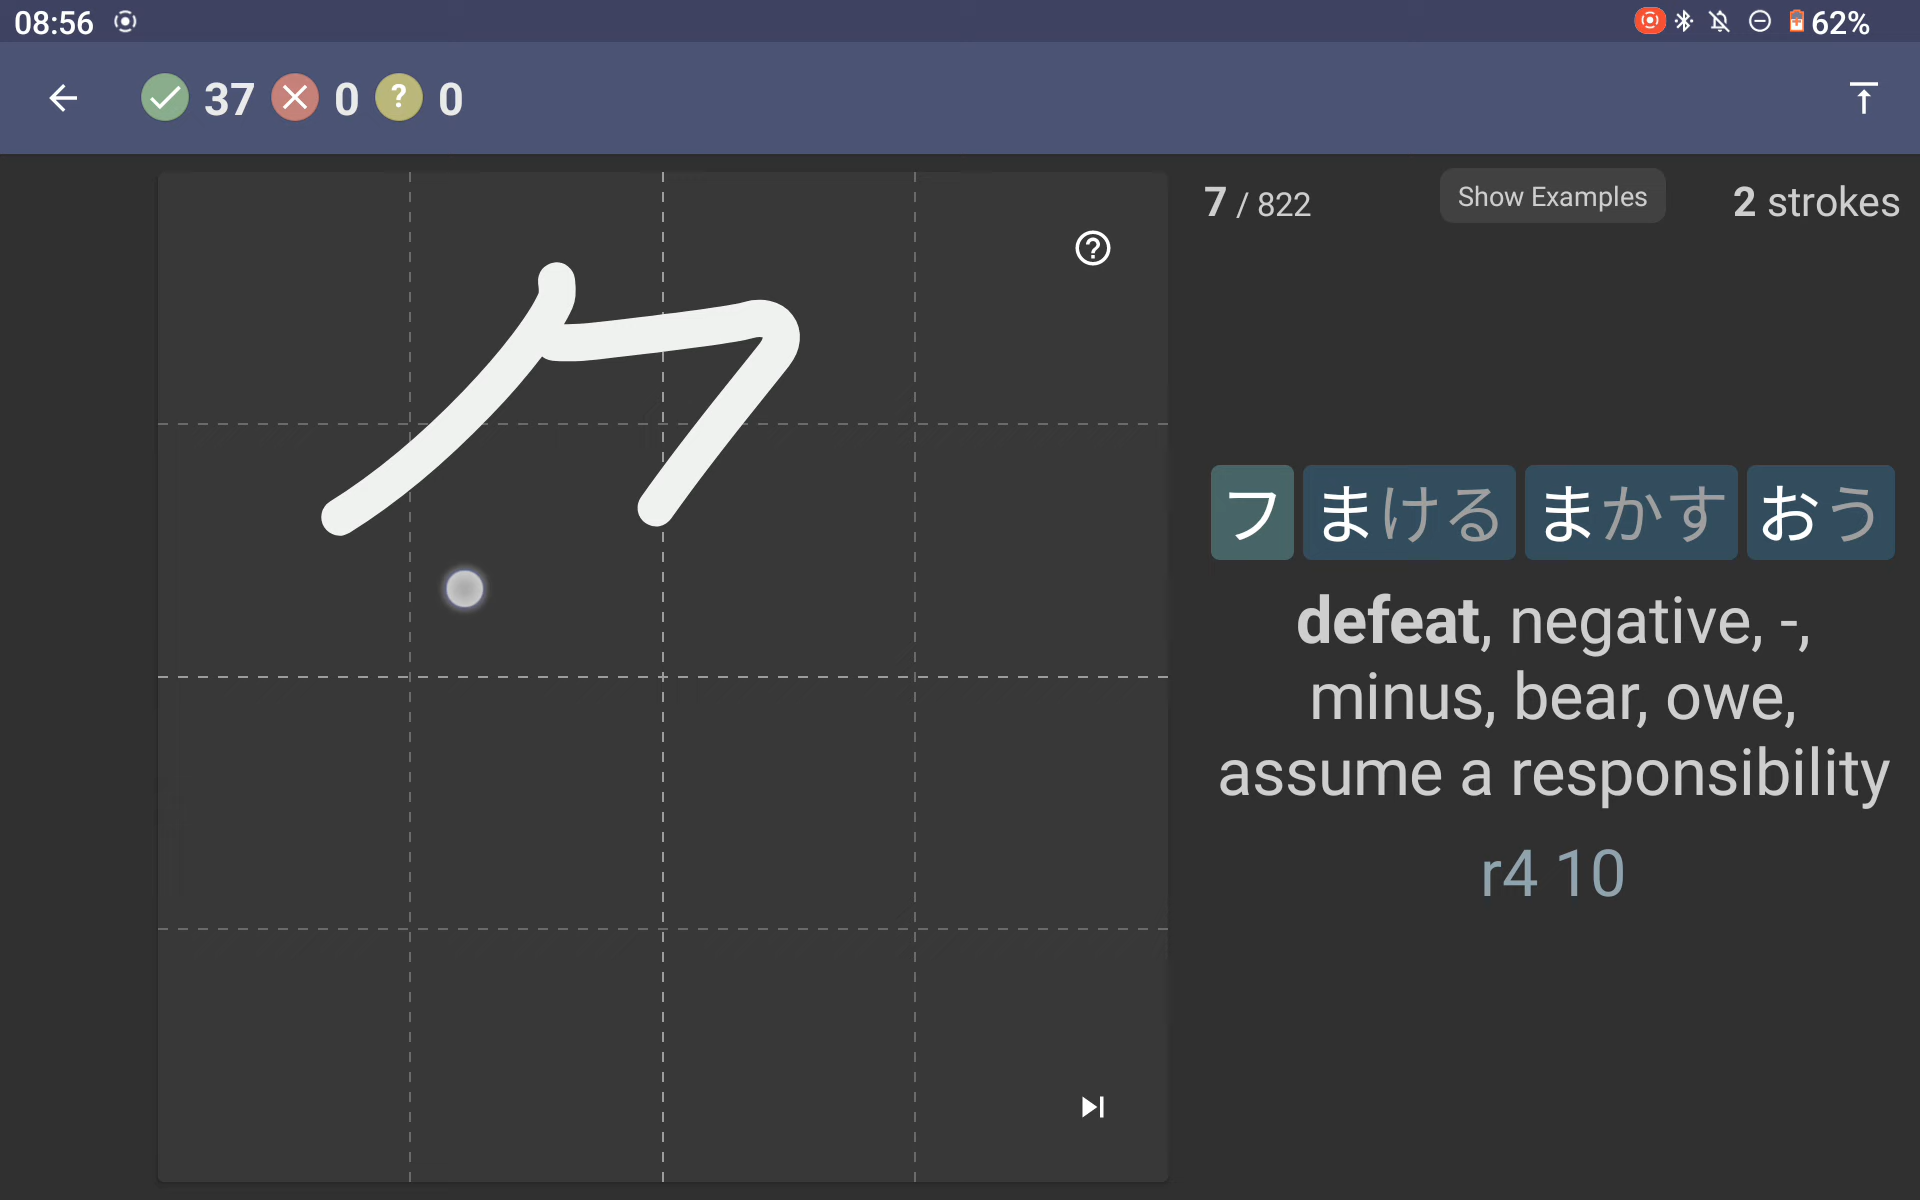 08:56 62%
37 0 ? 0
7 / 822 Show Examples 2 strokes
フ まける まかす おう
defeat, negative, -,
minus, bear, owe,
assume a responsibility
r4 10